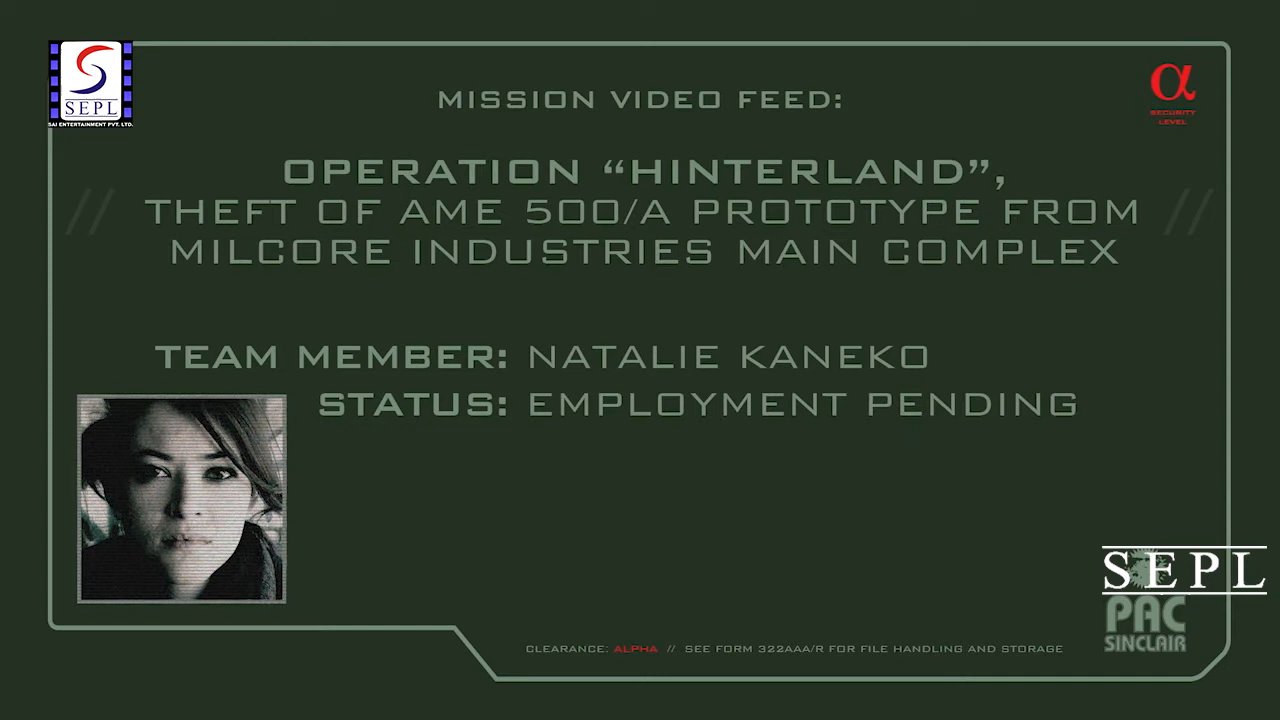 SEPL
SAI ENTERTAINMENT PVT. LTD.
α
SECURITY
LEVEL
MISSION VIDEO FEED:
OPERATION “HINTERLAND”,
// THEFT OF AME 500/A PROTOTYPE FROM //
MILCORE INDUSTRIES MAIN COMPLEX
TEAM MEMBER: NATALIE KANEKO
STATUS: EMPLOYMENT PENDING
SEPL
PAC
SINCLAIR
CLEARANCE: ALPHA // SEE FORM 322AAA/R FOR FILE HANDLING AND STORAGE